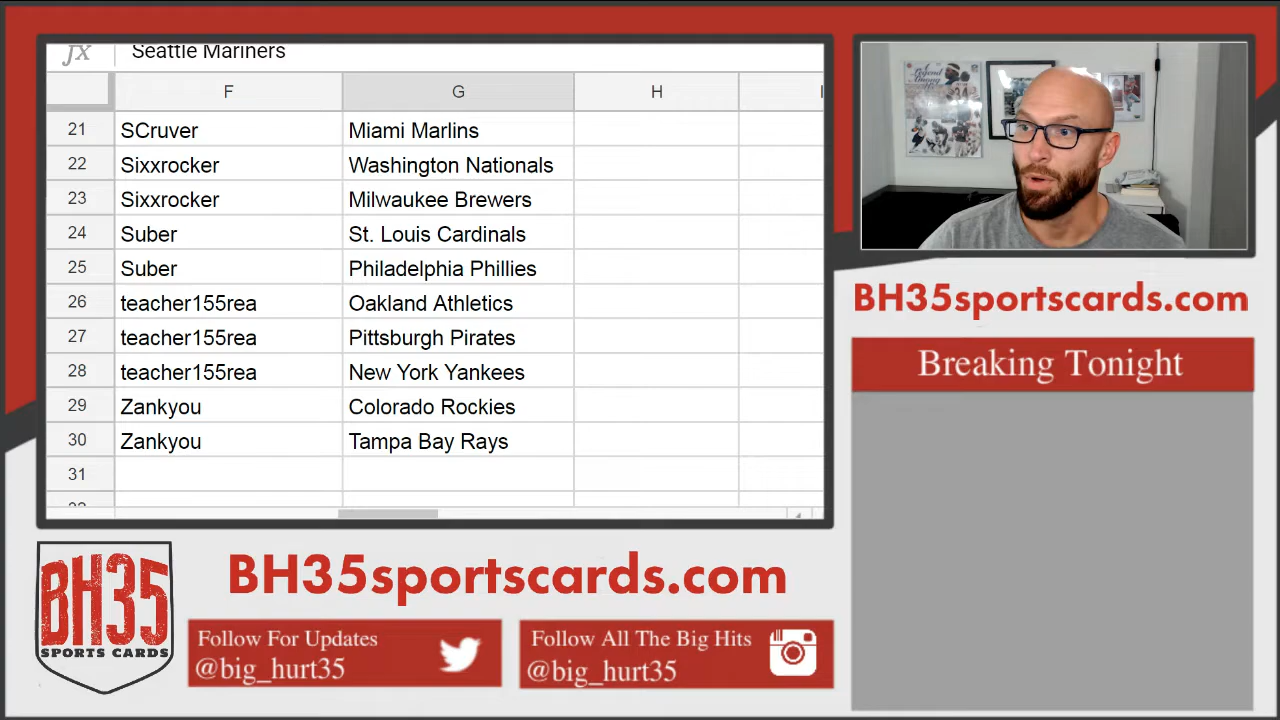 fx Seattle Mariners
F G H I
21 SCruver Miami Marlins
22 Sixxrocker Washington Nationals
23 Sixxrocker Milwaukee Brewers
24 Suber St. Louis Cardinals
25 Suber Philadelphia Phillies
26 teacher155rea Oakland Athletics
27 teacher155rea Pittsburgh Pirates
28 teacher155rea New York Yankees
29 Zankyou Colorado Rockies
30 Zankyou Tampa Bay Rays
31
BH35sportscards.com
Breaking Tonight
BH35
SPORTS CARDS
BH35sportscards.com
Follow For Updates
@big_hurt35
Follow All The Big Hits
@big_hurt35